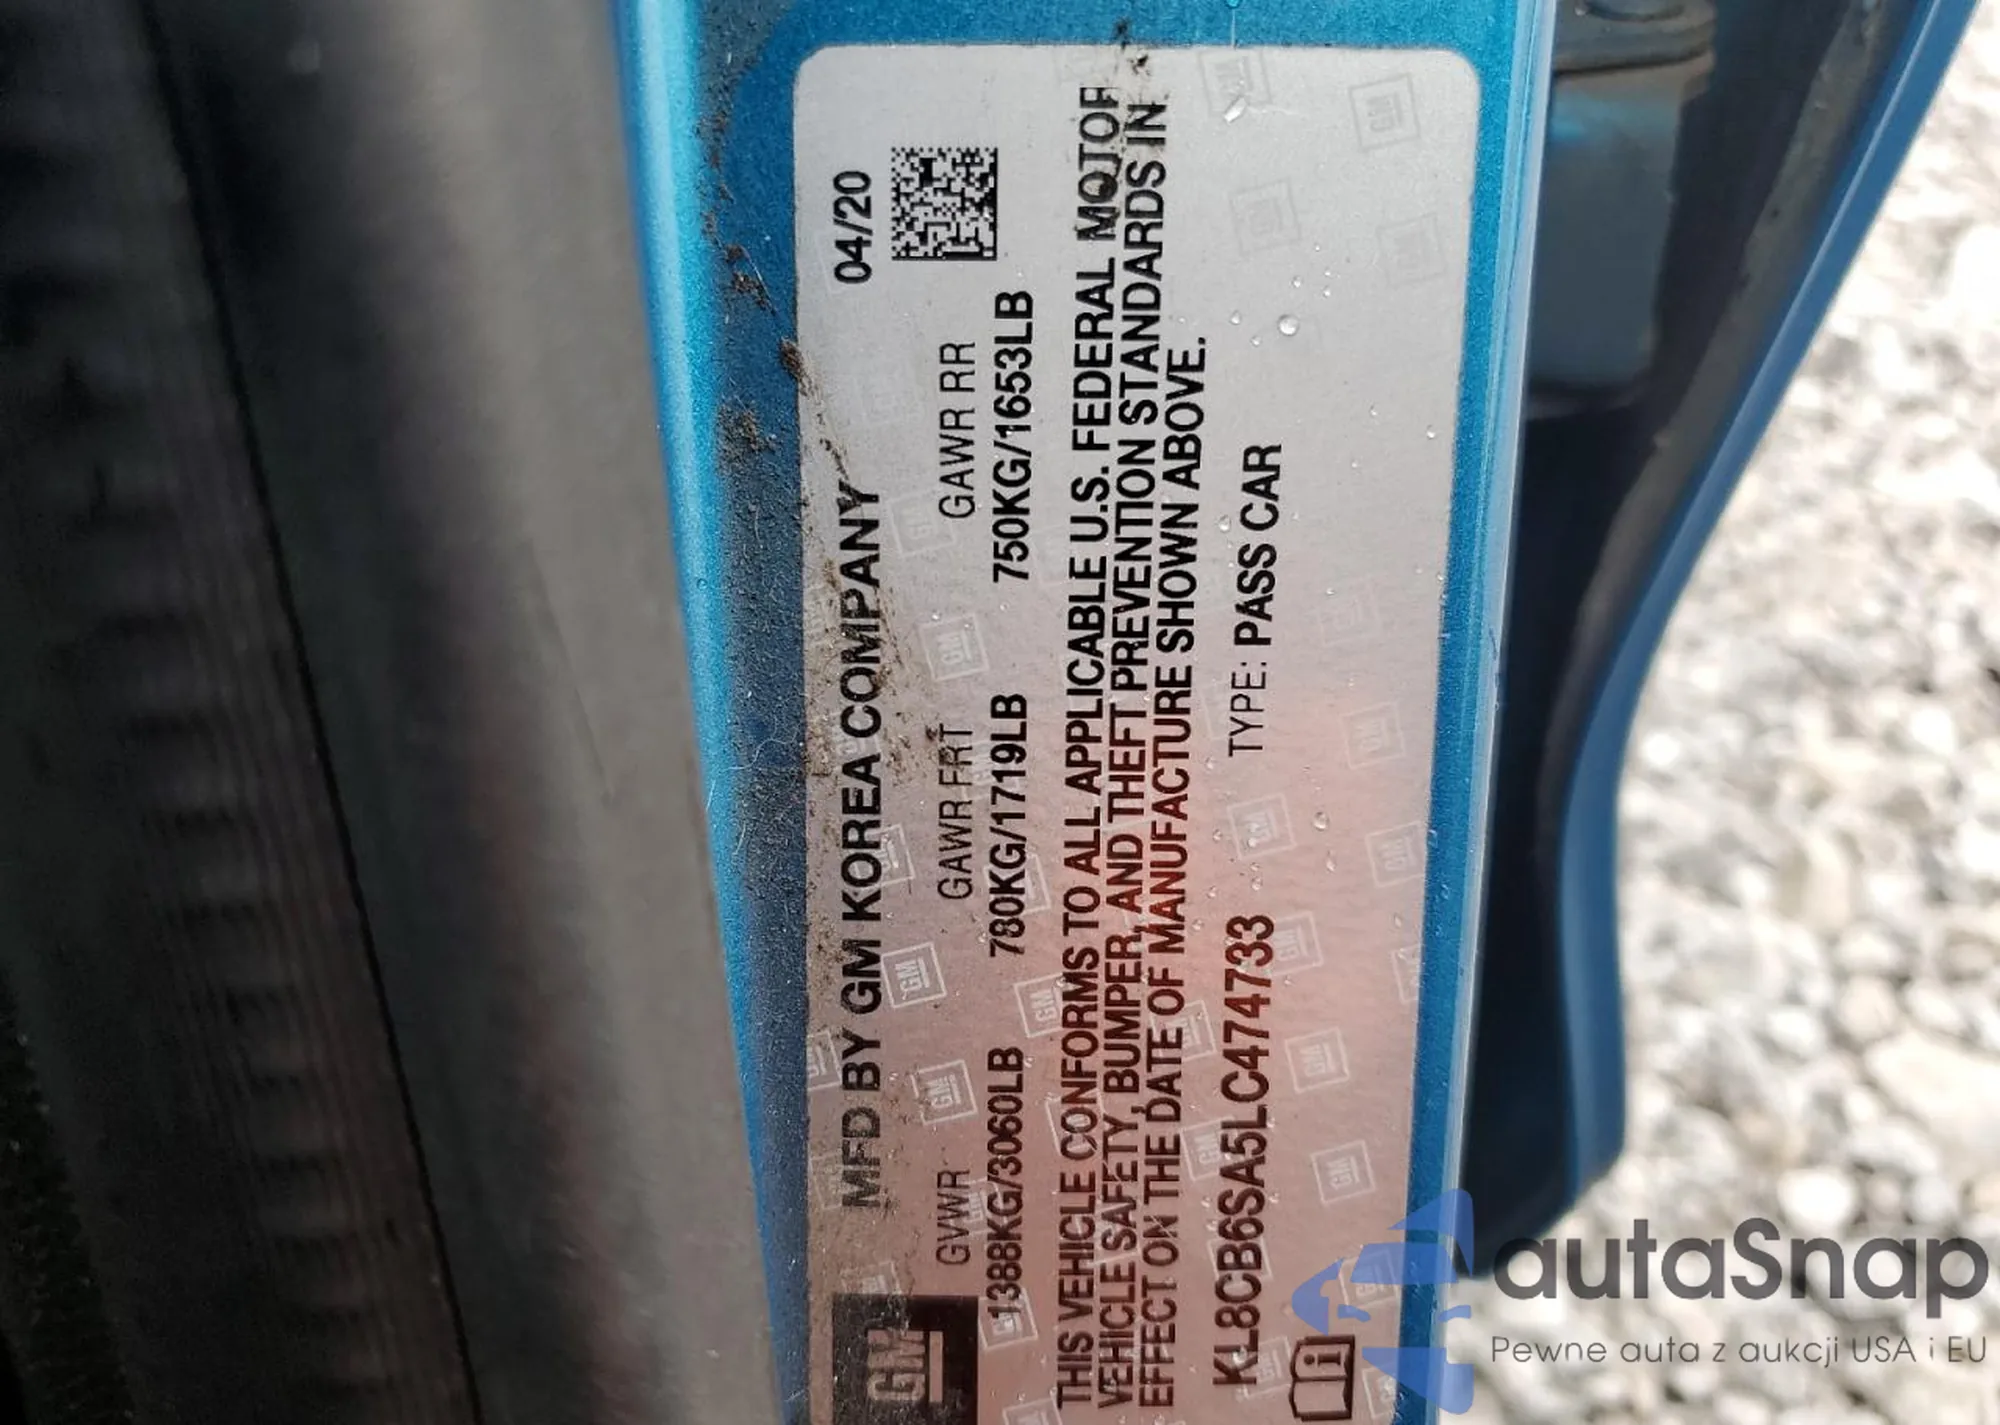 GM
MFD BY GM KOREA COMPANY 04/20
GVWR GAWR FRT GAWR RR
1388KG/3060LB 780KG/1719LB 750KG/1653LB
THIS VEHICLE CONFORMS TO ALL APPLICABLE U.S. FEDERAL MOTOR
VEHICLE SAFETY, BUMPER, AND THEFT PREVENTION STANDARDS IN
EFFECT ON THE DATE OF MANUFACTURE SHOWN ABOVE.
KL8CB6SA5LC474733 TYPE: PASS CAR
autaSnap
Pewne auta z aukcji USA i EU